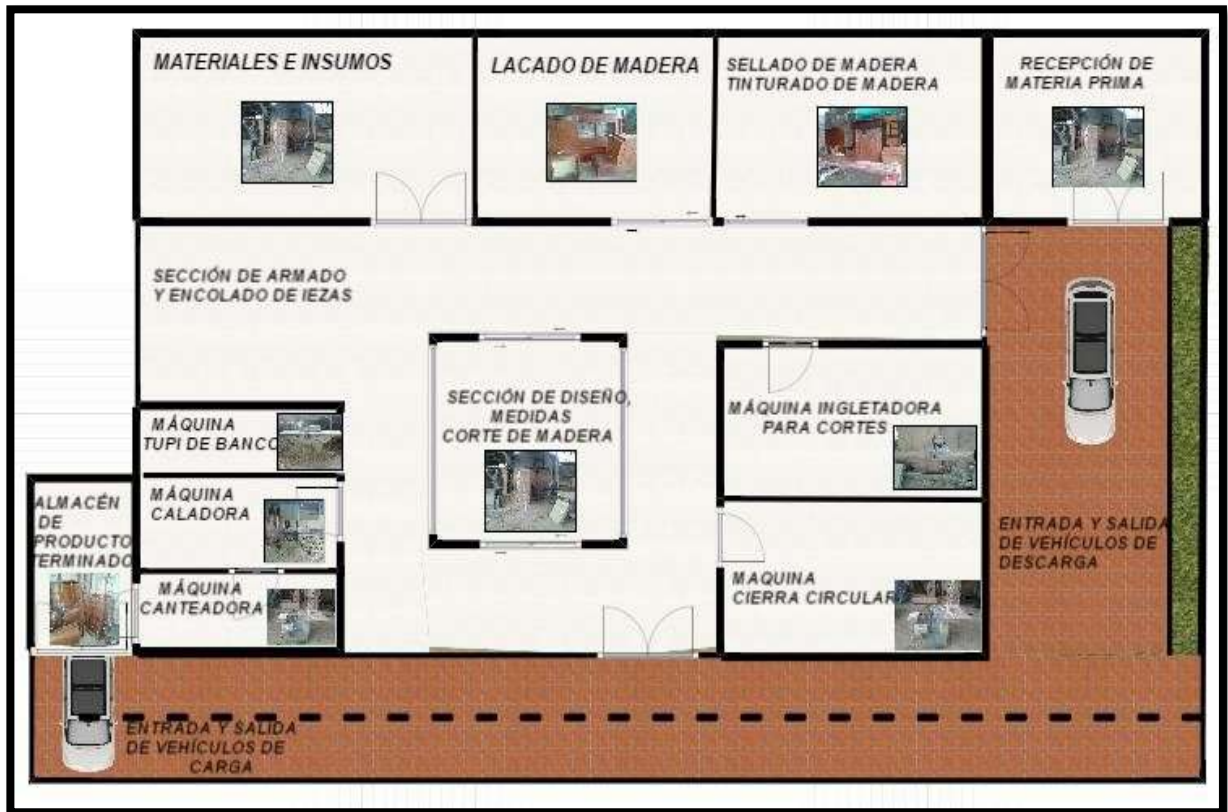 MATERIALES E INSUMOS
LACADO DE MADERA
SELLADO DE MADERA
TINTURADO DE MADERA
RECEPCIÓN DE
MATERIA PRIMA
SECCIÓN DE ARMADO
Y ENCOLADO DE IEZAS
SECCIÓN DE DISEÑO,
MEDIDAS
CORTE DE MADERA
MÁQUINA INGLETADORA
PARA CORTES
MÁQUINA
TUPI DE BANCO
MÁQUINA
CALADORA
ALMACÉN
DE
PRODUCTO
TERMINADO
MÁQUINA
CANTEADORA
MAQUINA
CIERRA CIRCULAR
ENTRADA Y SALIDA
DE VEHÍCULOS DE
DESCARGA
ENTRADA Y SALIDA
DE VEHÍCULOS DE
CARGA